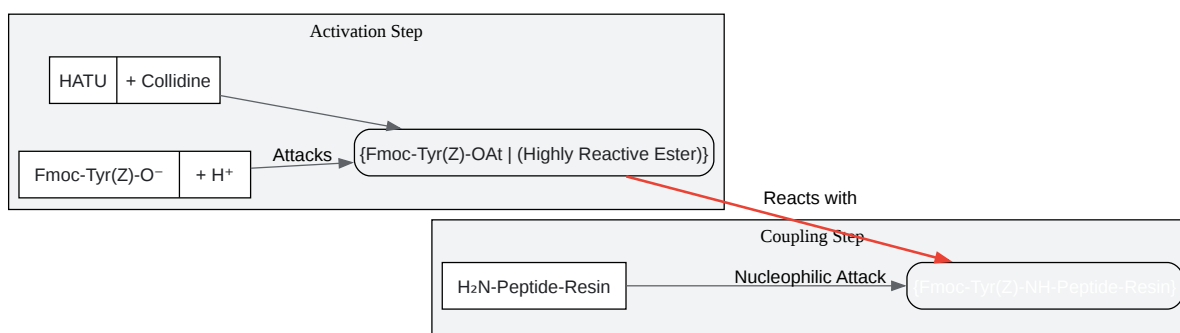 Activation Step
HATU
+ Collidine
Fmoc-Tyr(Z)-O⁻
+ H⁺
Attacks
{Fmoc-Tyr(Z)-OAt | (Highly Reactive Ester)}
Reacts with
Coupling Step
H₂N-Peptide-Resin
Nucleophilic Attack
{Fmoc-Tyr(Z)-NH-Peptide-Resin}